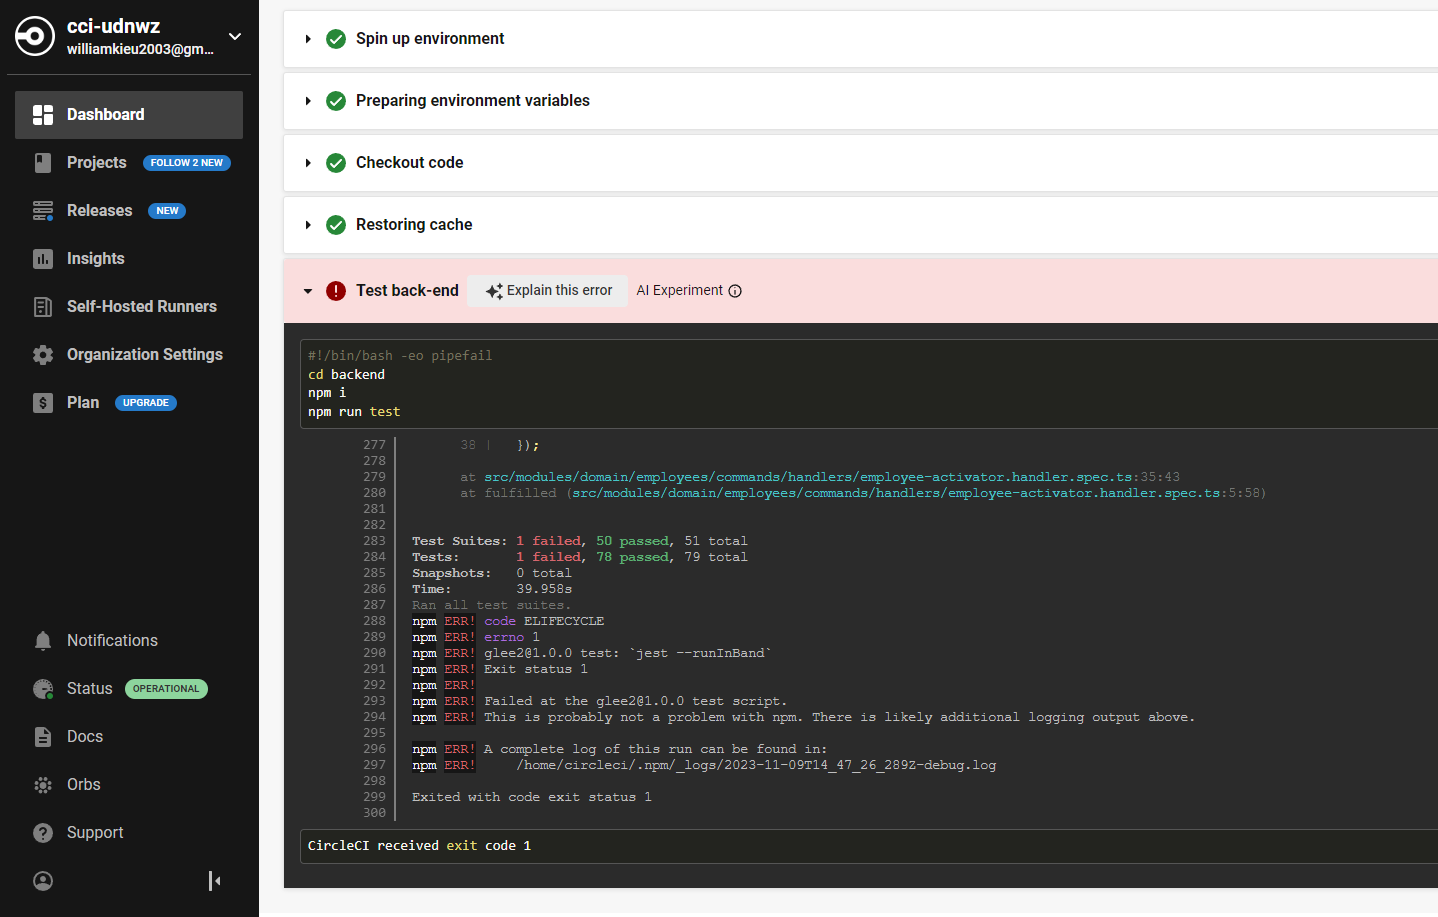 cci-udnwz
williamkieu2003@gm...
Dashboard
Projects FOLLOW 2 NEW
Releases NEW
Insights
Self-Hosted Runners
Organization Settings
Plan UPGRADE
Notifications
Status OPERATIONAL
Docs
Orbs
Support
Spin up environment
Preparing environment variables
Checkout code
Restoring cache
Test back-end Explain this error AI Experiment
#!/bin/bash -eo pipefail
cd backend
npm i
npm run test
277 38 | });
278
279 at src/modules/domain/employees/commands/handlers/employee-activator.handler.spec.ts:35:43
280 at fulfilled (src/modules/domain/employees/commands/handlers/employee-activator.handler.spec.ts:5:58)
281
282
283 Test Suites: 1 failed, 50 passed, 51 total
284 Tests: 1 failed, 78 passed, 79 total
285 Snapshots: 0 total
286 Time: 39.958s
287 Ran all test suites.
288 npm ERR! code ELIFECYCLE
289 npm ERR! errno 1
290 npm ERR! glee2@1.0.0 test: `jest --runInBand`
291 npm ERR! Exit status 1
292 npm ERR!
293 npm ERR! Failed at the glee2@1.0.0 test script.
294 npm ERR! This is probably not a problem with npm. There is likely additional logging output above.
295
296 npm ERR! A complete log of this run can be found in:
297 npm ERR! /home/circleci/.npm/_logs/2023-11-09T14_47_26_289Z-debug.log
298
299 Exited with code exit status 1
300
CircleCI received exit code 1